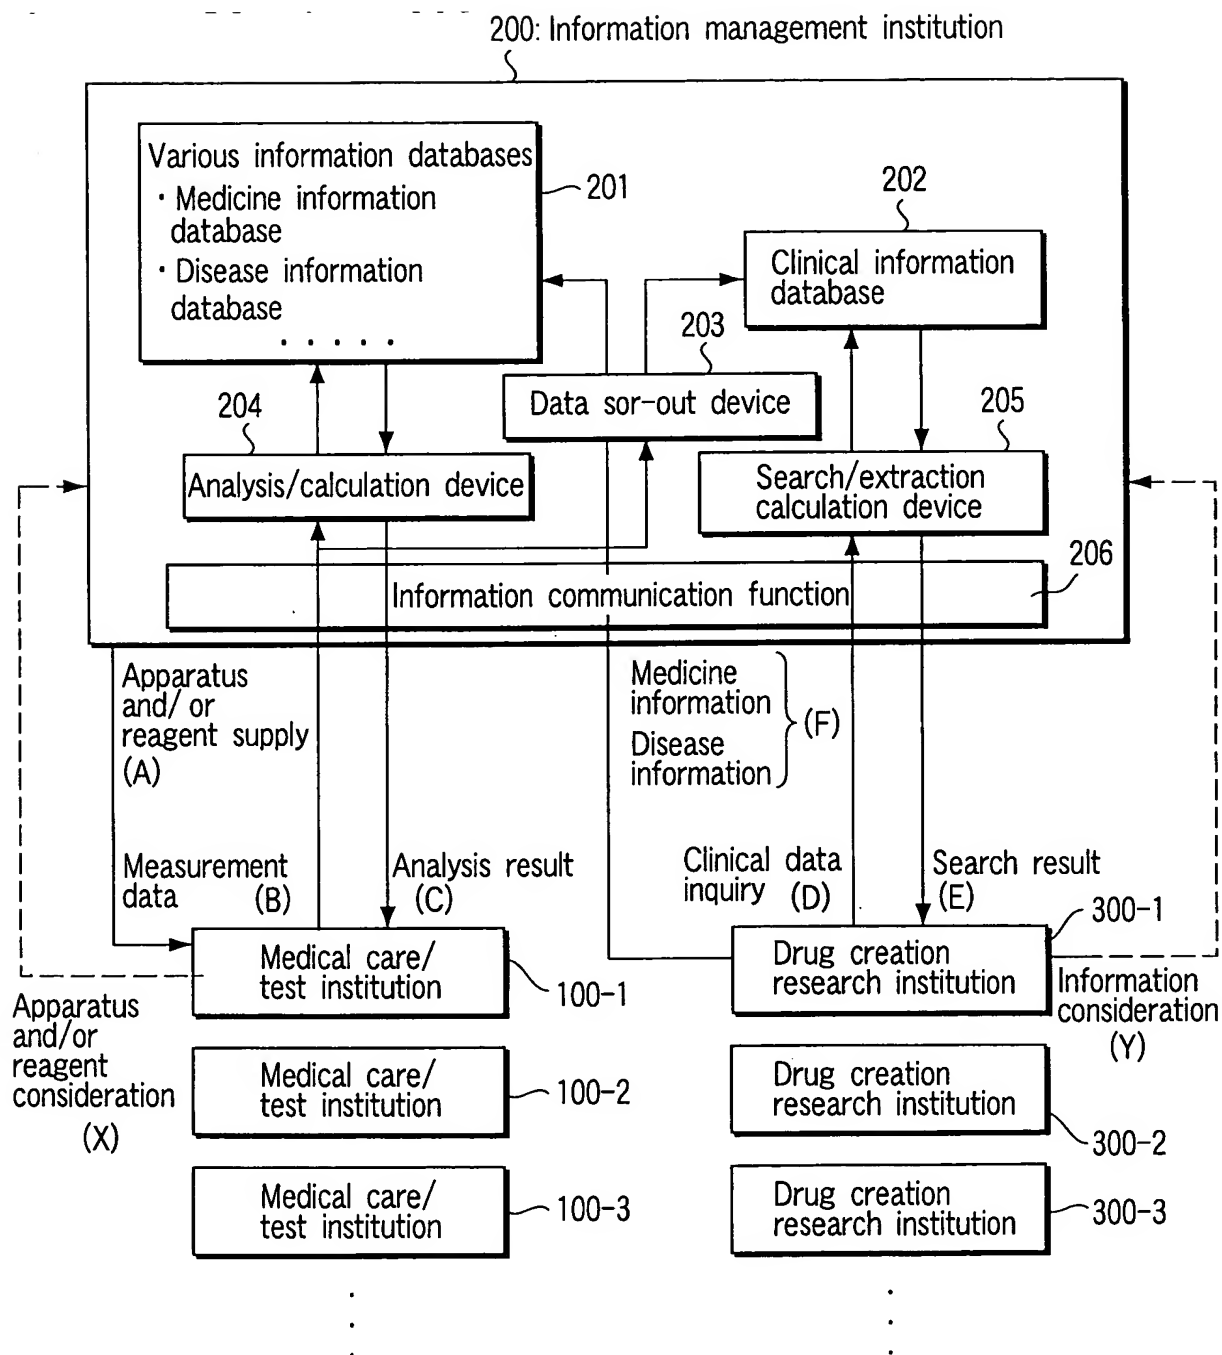 200: Information management institution
Various information databases
· Medicine information
database
· Disease information
database
· · · · ·
201
202
Clinical information
database
203
Data sor-out device
204
Analysis/calculation device
205
Search/extraction
calculation device
206
Information communication function
Apparatus
and/ or
reagent supply
(A)
Medicine
information
Disease
information
(F)
Measurement
data
(B)
Analysis result
(C)
Clinical data
inquiry
(D)
Search result
(E)
300-1
Medical care/
test institution
100-1
Drug creation
research institution
Information
consideration
(Y)
Apparatus
and/or
reagent
consideration
(X)
Medical care/
test institution
100-2
Drug creation
research institution
300-2
Medical care/
test institution
100-3
Drug creation
research institution
300-3